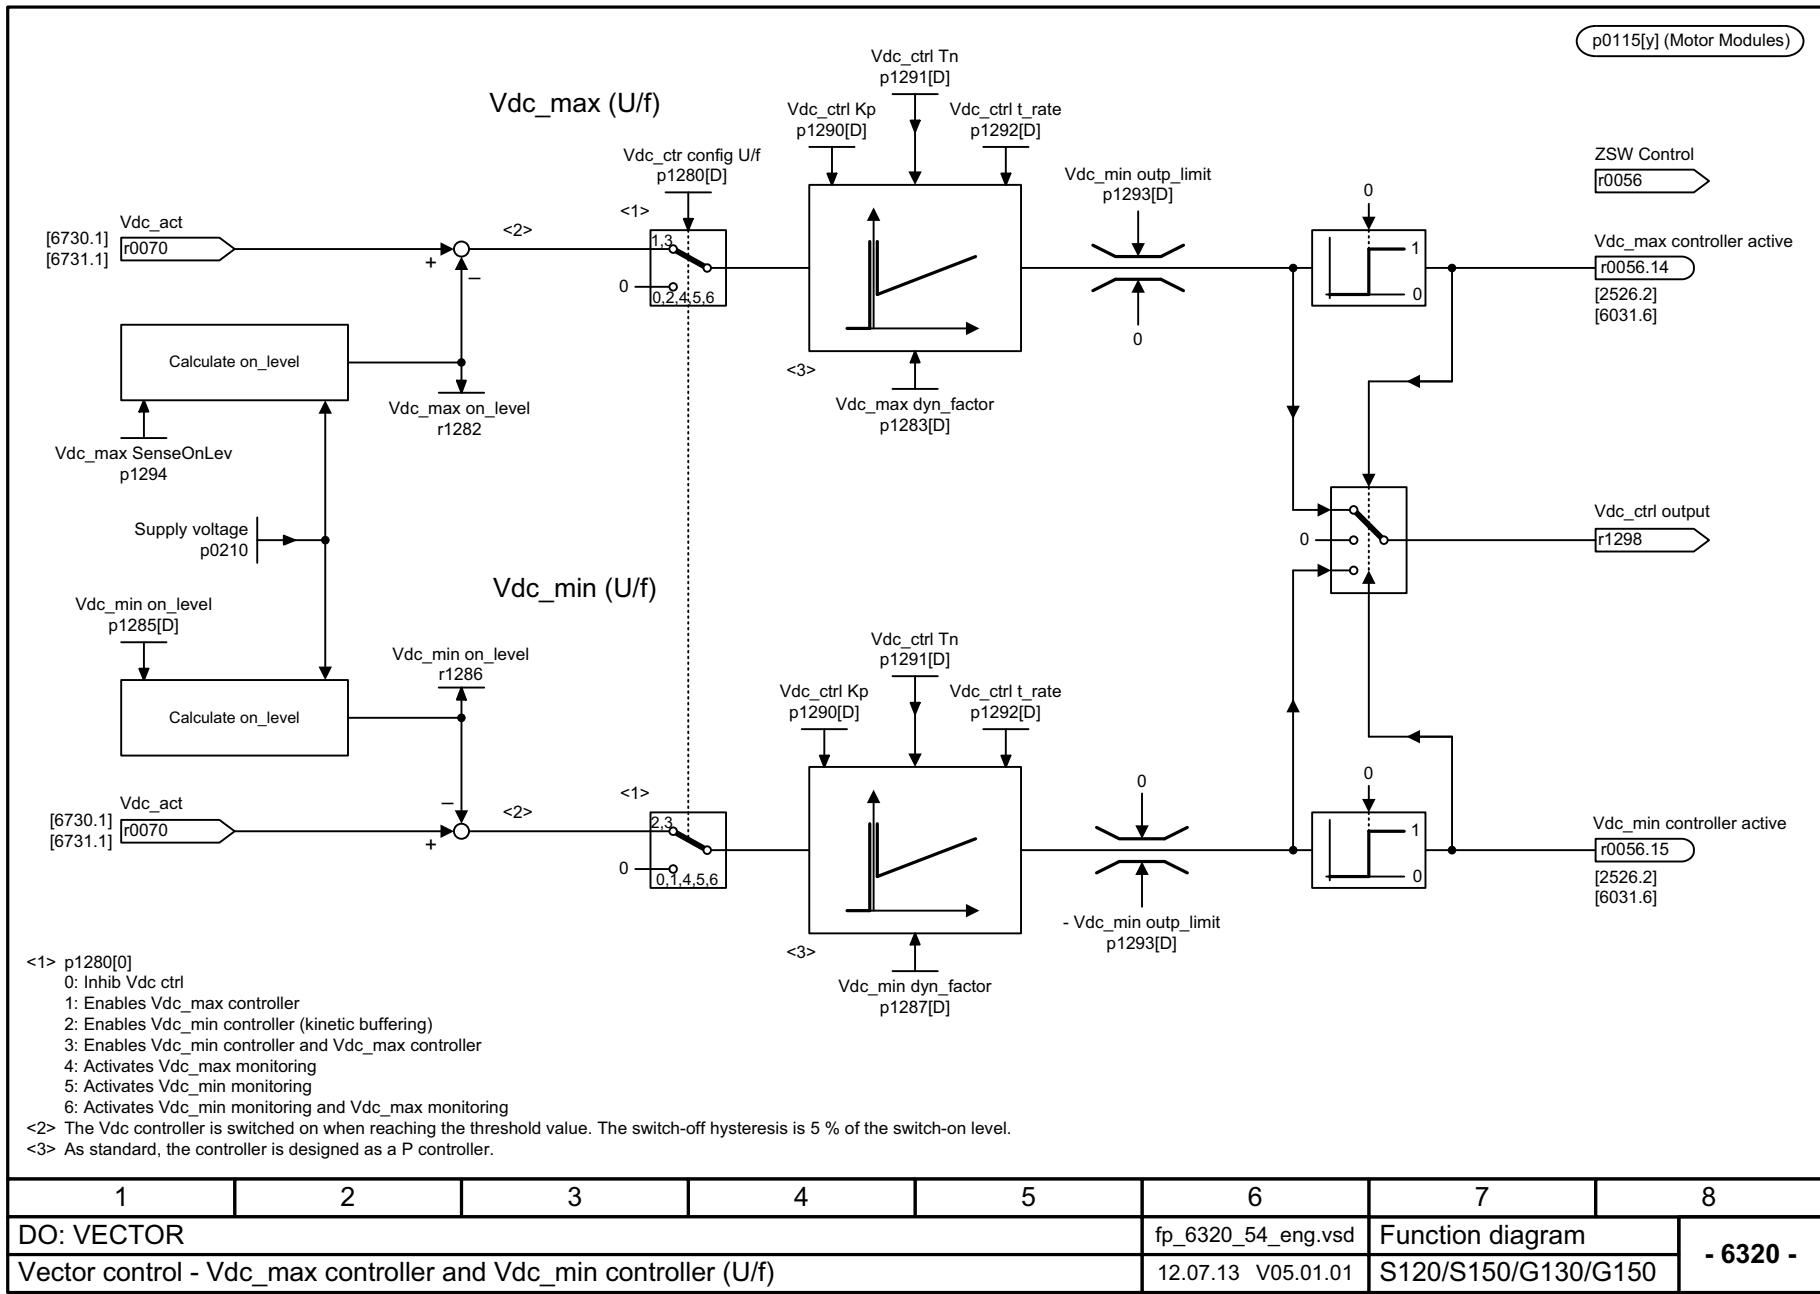 p0115[y] (Motor Modules)
Vdc_max (U/f)
Vdc_ctrl Tn
p1291[D]
Vdc_ctrl Kp
p1290[D]
Vdc_ctrl t_rate
p1292[D]
Vdc_ctr config U/f
p1280[D]
Vdc_min outp_limit
p1293[D]
ZSW Control
r0056
[6730.1]
[6731.1]
Vdc_act
r0070
+
–
<2>
<1>
1,3
0
0,2,4,5,6
0
0
1
0
Vdc_max controller active
r0056.14
[2526.2]
[6031.6]
Calculate on_level
<3>
Vdc_max on_level
r1282
Vdc_max dyn_factor
p1283[D]
Vdc_max SenseOnLev
p1294
Supply voltage
p0210
0
Vdc_ctrl output
r1298
Vdc_min (U/f)
Vdc_min on_level
p1285[D]
Vdc_min on_level
r1286
Calculate on_level
Vdc_ctrl Tn
p1291[D]
Vdc_ctrl Kp
p1290[D]
Vdc_ctrl t_rate
p1292[D]
[6730.1]
[6731.1]
Vdc_act
r0070
–
+
<2>
<1>
2,3
0
0,1,4,5,6
0
- Vdc_min outp_limit
p1293[D]
0
1
0
Vdc_min controller active
r0056.15
[2526.2]
[6031.6]
<3>
Vdc_min dyn_factor
p1287[D]
<1> p1280[0]
0: Inhib Vdc ctrl
1: Enables Vdc_max controller
2: Enables Vdc_min controller (kinetic buffering)
3: Enables Vdc_min controller and Vdc_max controller
4: Activates Vdc_max monitoring
5: Activates Vdc_min monitoring
6: Activates Vdc_min monitoring and Vdc_max monitoring
<2> The Vdc controller is switched on when reaching the threshold value. The switch-off hysteresis is 5 % of the switch-on level.
<3> As standard, the controller is designed as a P controller.
1 2 3 4 5 6 7 8
DO: VECTOR
fp_6320_54_eng.vsd
Function diagram
- 6320 -
Vector control - Vdc_max controller and Vdc_min controller (U/f)
12.07.13 V05.01.01
S120/S150/G130/G150